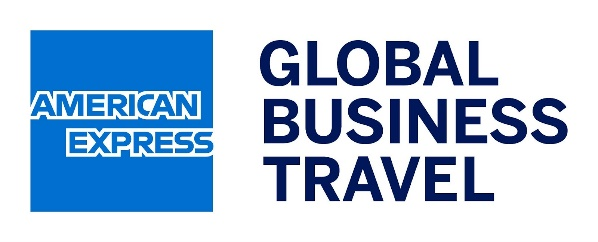 AMERICAN
EXPRESS
GLOBAL
BUSINESS
TRAVEL